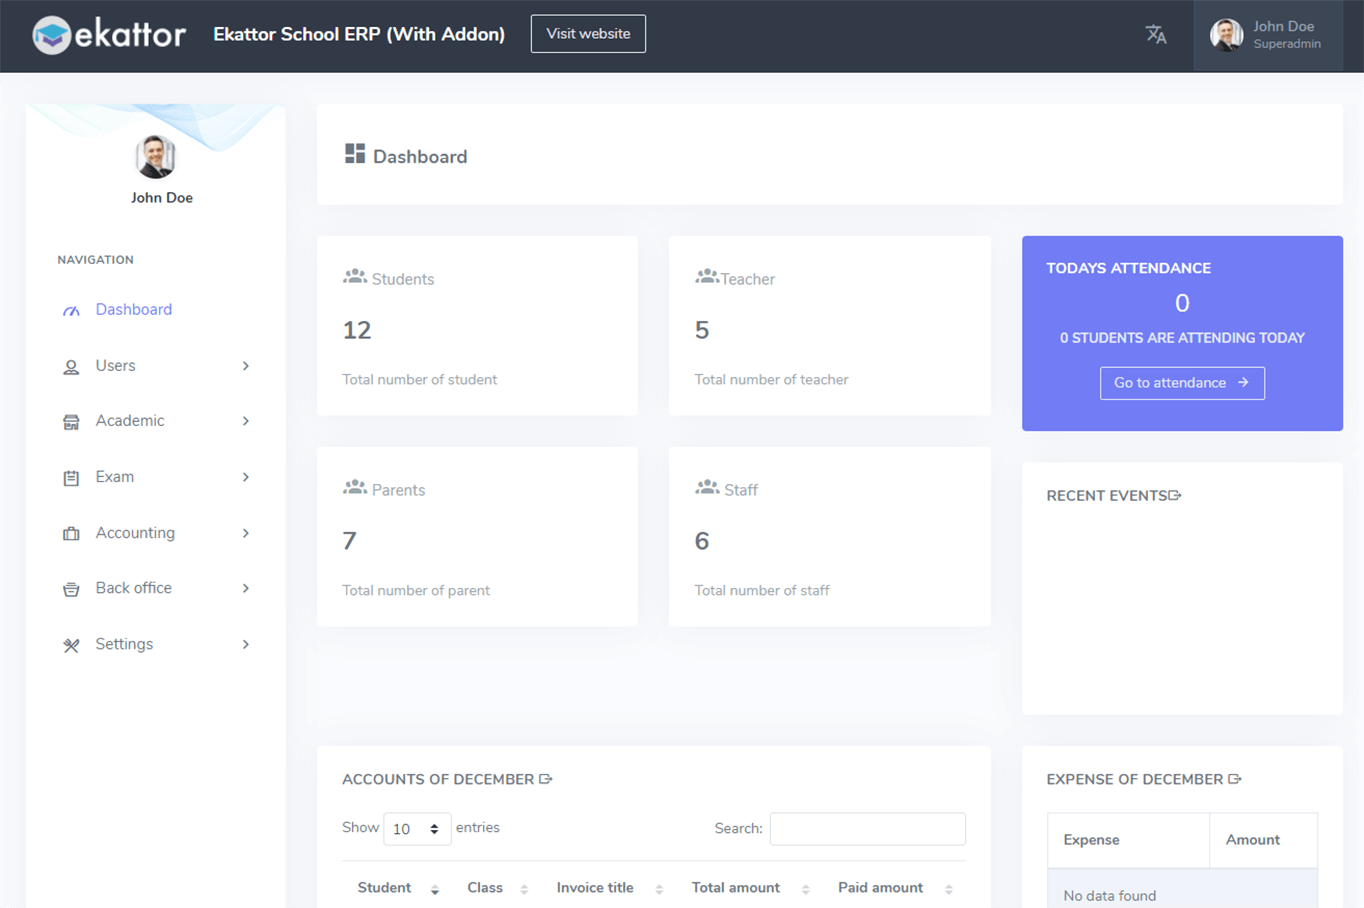 ekattor
Ekattor School ERP (With Addon)
Visit website
John Doe
Superadmin
John Doe
NAVIGATION
Dashboard
Users
Academic
Exam
Accounting
Back office
Settings
Dashboard
Students
12
Total number of student
Teacher
5
Total number of teacher
TODAYS ATTENDANCE
0
0 STUDENTS ARE ATTENDING TODAY
Go to attendance
Parents
7
Total number of parent
Staff
6
Total number of staff
RECENT EVENTS
ACCOUNTS OF DECEMBER
Show 10 entries
Search:
Student Class Invoice title Total amount Paid amount
EXPENSE OF DECEMBER
Expense Amount
No data found